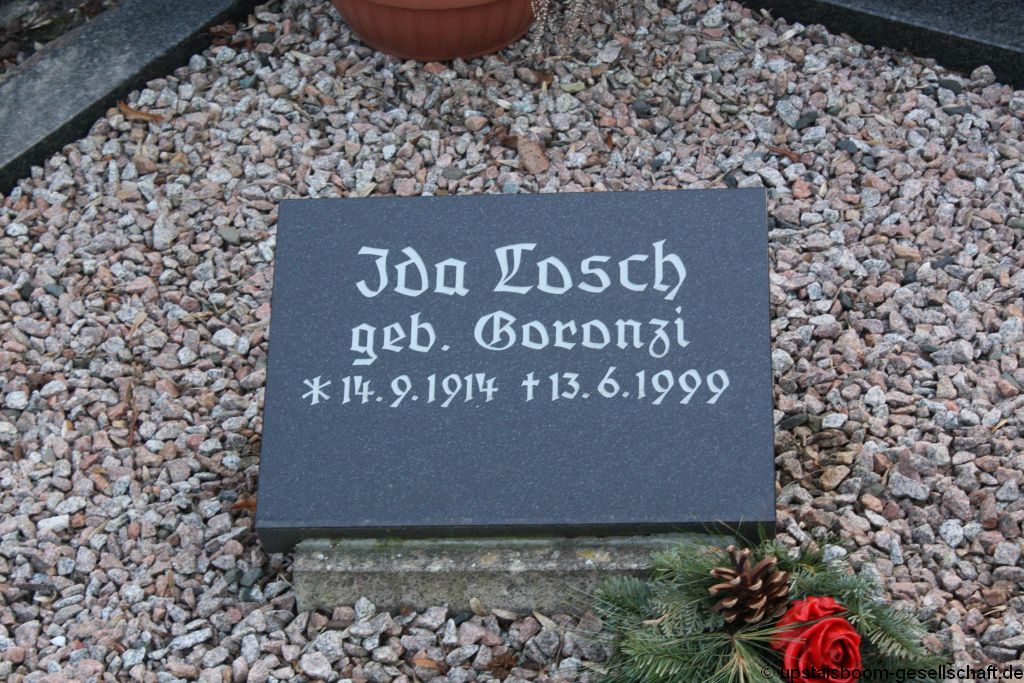 Ida Losch
geb. Goronzi
* 14.9.1914 † 13.6.1999
© upstalsboom-gesellschaft.de